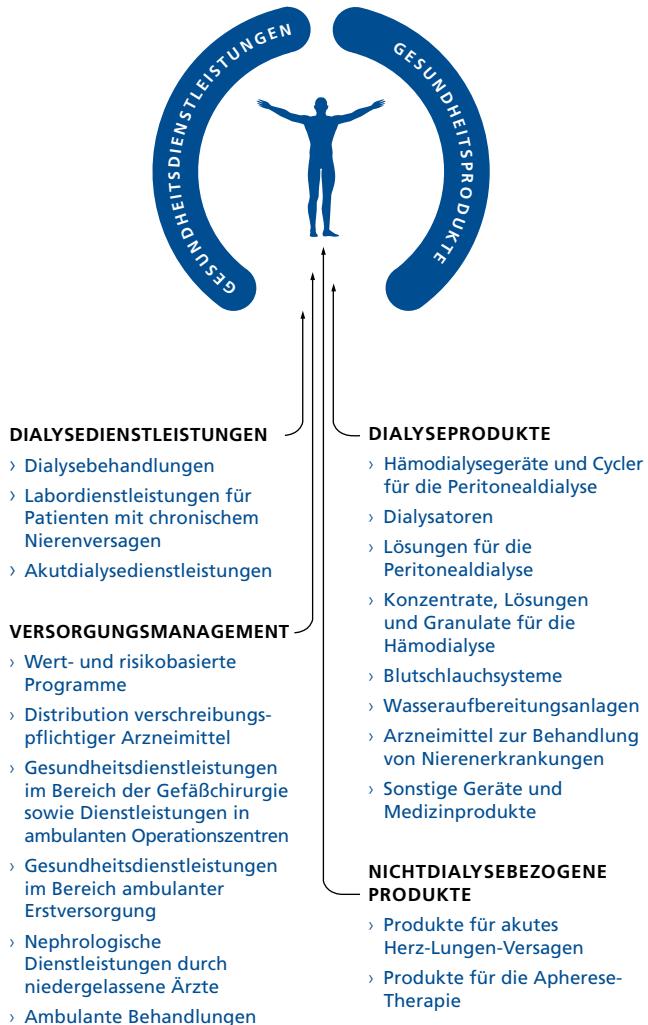 GESUNDHEITSDIENSTLEISTUNGEN
GESUNDHEITSPRODUKTE
DIALYSEDIENSTLEISTUNGEN
› Dialysebehandlungen
› Labordienstleistungen für
Patienten mit chronischem
Nierenversagen
› Akutdialysedienstleistungen
VERSORGUNGSMANAGEMENT
› Wert- und risikobasierte
Programme
› Distribution verschreibungs-
pflichtiger Arzneimittel
› Gesundheitsdienstleistungen
im Bereich der Gefäßchirurgie
sowie Dienstleistungen in
ambulanten Operationszentren
› Gesundheitsdienstleistungen
im Bereich ambulanter
Erstversorgung
› Nephrologische
Dienstleistungen durch
niedergelassene Ärzte
› Ambulante Behandlungen
DIALYSEPRODUKTE
› Hämodialysegeräte und Cycler
für die Peritonealdialyse
› Dialysatoren
› Lösungen für die
Peritonealdialyse
› Konzentrate, Lösungen
und Granulate für die
Hämodialyse
› Blutschlauchsysteme
› Wasseraufbereitungsanlagen
› Arzneimittel zur Behandlung
von Nierenerkrankungen
› Sonstige Geräte und
Medizinprodukte
NICHTDIALYSEBEZOGENE
PRODUKTE
› Produkte für akutes
Herz-Lungen-Versagen
› Produkte für die Apherese-
Therapie